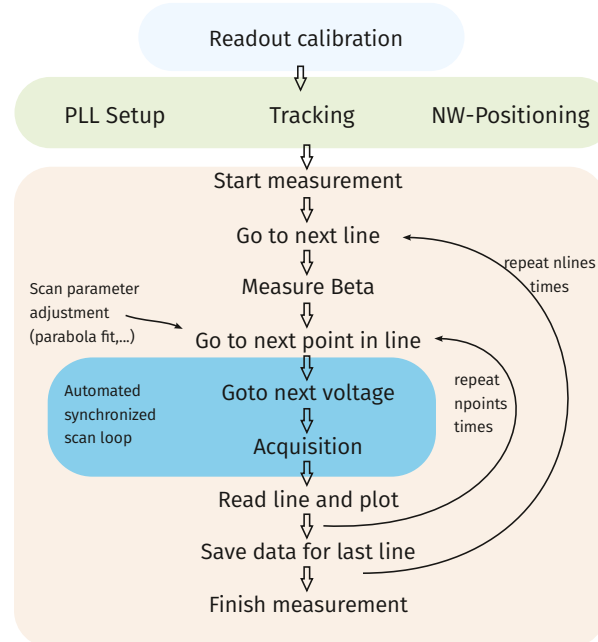 Readout calibration
PLL Setup Tracking NW-Positioning
Start measurement
Go to next line
repeat nlines
times
Measure Beta
Scan parameter
adjustment
(parabola fit,...)
Go to next point in line
Automated
synchronized
scan loop
Goto next voltage
Acquisition
repeat
npoints
times
Read line and plot
Save data for last line
Finish measurement